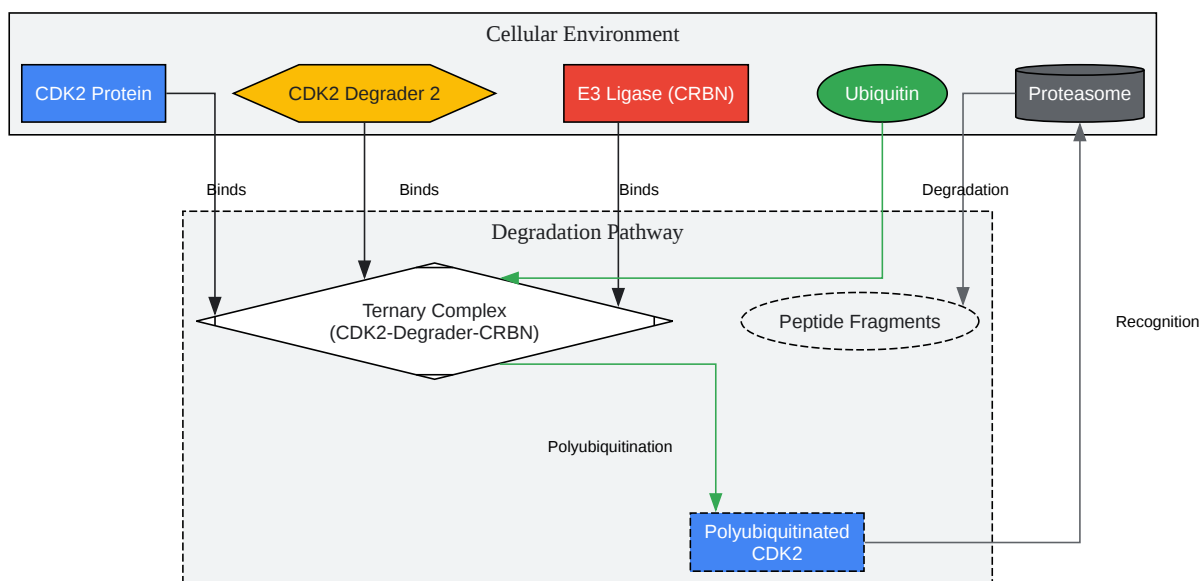 Cellular Environment
CDK2 Protein
CDK2 Degrader 2
E3 Ligase (CRBN)
Ubiquitin
Proteasome
Binds
Binds
Binds
Degradation
Degradation Pathway
Ternary Complex
(CDK2-Degrader-CRBN)
Peptide Fragments
Recognition
Polyubiquitination
Polyubiquitinated
CDK2